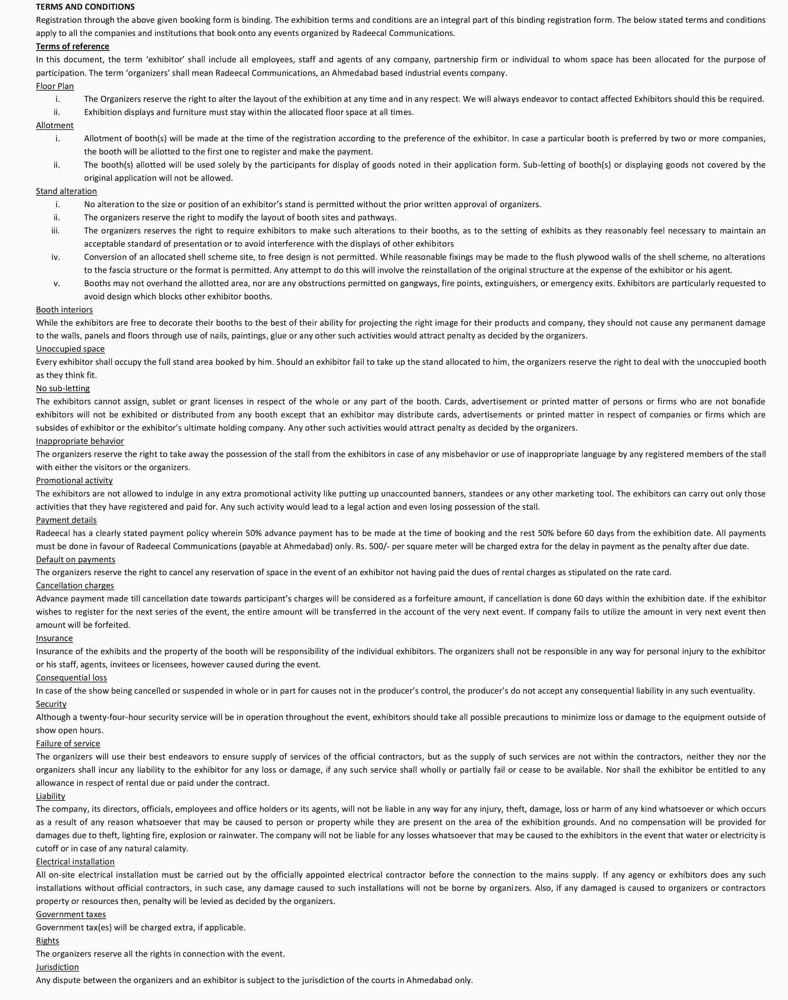 TERMS AND CONDITIONS
Registration through the above given booking form is binding. The exhibition terms and conditions are an integral part of this binding registration form. The below stated terms and conditions
apply to all the companies and institutions that book onto any events organized by Radeecal Communications.
Terms of reference
In this document, the term ‘exhibitor’ shall include all employees, staff and agents of any company, partnership firm or individual to whom space has been allocated for the purpose of
participation. The term ‘organizers’ shall mean Radeecal Communications, an Ahmedabad based industrial events company.
Floor Plan
i. The Organizers reserve the right to alter the layout of the exhibition at any time and in any respect. We will always endeavor to contact affected Exhibitors should this be required.
ii. Exhibition displays and furniture must stay within the allocated floor space at all times.
Allotment
i. Allotment of booth(s) will be made at the time of the registration according to the preference of the exhibitor. In case a particular booth is preferred by two or more companies,
the booth will be allotted to the first one to register and make the payment.
ii. The booth(s) allotted will be used solely by the participants for display of goods noted in their application form. Sub-letting of booth(s) or displaying goods not covered by the
original application will not be allowed.
Stand alteration
i. No alteration to the size or position of an exhibitor’s stand is permitted without the prior written approval of organizers.
ii. The organizers reserve the right to modify the layout of booth sites and pathways.
iii. The organizers reserves the right to require exhibitors to make such alterations to their booths, as to the setting of exhibits as they reasonably feel necessary to maintain an
acceptable standard of presentation or to avoid interference with the displays of other exhibitors
iv. Conversion of an allocated shell scheme site, to free design is not permitted. While reasonable fixings may be made to the flush plywood walls of the shell scheme, no alterations
to the fascia structure or the format is permitted. Any attempt to do this will involve the reinstallation of the original structure at the expense of the exhibitor or his agent.
v. Booths may not overhand the allotted area, nor are any obstructions permitted on gangways, fire points, extinguishers, or emergency exits. Exhibitors are particularly requested to
avoid design which blocks other exhibitor booths.
Booth interiors
While the exhibitors are free to decorate their booths to the best of their ability for projecting the right image for their products and company, they should not cause any permanent damage
to the walls, panels and floors through use of nails, paintings, glue or any other such activities would attract penalty as decided by the organizers.
Unoccupied space
Every exhibitor shall occupy the full stand area booked by him. Should an exhibitor fail to take up the stand allocated to him, the organizers reserve the right to deal with the unoccupied booth
as they think fit.
No sub-letting
The exhibitors cannot assign, sublet or grant licenses in respect of the whole or any part of the booth. Cards, advertisement or printed matter of persons or firms who are not bonafide
exhibitors will not be exhibited or distributed from any booth except that an exhibitor may distribute cards, advertisements or printed matter in respect of companies or firms which are
subsides of exhibitor or the exhibitor’s ultimate holding company. Any other such activities would attract penalty as decided by the organizers.
Inappropriate behavior
The organizers reserve the right to take away the possession of the stall from the exhibitors in case of any misbehavior or use of inappropriate language by any registered members of the stall
with either the visitors or the organizers.
Promotional activity
The exhibitors are not allowed to indulge in any extra promotional activity like putting up unaccounted banners, standees or any other marketing tool. The exhibitors can carry out only those
activities that they have registered and paid for. Any such activity would lead to a legal action and even losing possession of the stall.
Payment details
Radeecal has a clearly stated payment policy wherein 50% advance payment has to be made at the time of booking and the rest 50% before 60 days from the exhibition date. All payments
must be done in favour of Radeecal Communications (payable at Ahmedabad) only. Rs. 500/- per square meter will be charged extra for the delay in payment as the penalty after due date.
Default on payments
The organizers reserve the right to cancel any reservation of space in the event of an exhibitor not having paid the dues of rental charges as stipulated on the rate card.
Cancellation charges
Advance payment made till cancellation date towards participant’s charges will be considered as a forfeiture amount, if cancellation is done 60 days within the exhibition date. If the exhibitor
wishes to register for the next series of the event, the entire amount will be transferred in the account of the very next event. If company fails to utilize the amount in very next event then
amount will be forfeited.
Insurance
Insurance of the exhibits and the property of the booth will be responsibility of the individual exhibitors. The organizers shall not be responsible in any way for personal injury to the exhibitor
or his staff, agents, invitees or licensees, however caused during the event.
Consequential loss
In case of the show being cancelled or suspended in whole or in part for causes not in the producer’s control, the producer’s do not accept any consequential liability in any such eventuality.
Security
Although a twenty-four-hour security service will be in operation throughout the event, exhibitors should take all possible precautions to minimize loss or damage to the equipment outside of
show open hours.
Failure of service
The organizers will use their best endeavors to ensure supply of services of the official contractors, but as the supply of such services are not within the contractors, neither they nor the
organizers shall incur any liability to the exhibitor for any loss or damage, if any such service shall wholly or partially fail or cease to be available. Nor shall the exhibitor be entitled to any
allowance in respect of rental due or paid under the contract.
Liability
The company, its directors, officials, employees and office holders or its agents, will not be liable in any way for any injury, theft, damage, loss or harm of any kind whatsoever or which occurs
as a result of any reason whatsoever that may be caused to person or property while they are present on the area of the exhibition grounds. And no compensation will be provided for
damages due to theft, lighting fire, explosion or rainwater. The company will not be liable for any losses whatsoever that may be caused to the exhibitors in the event that water or electricity is
cutoff or in case of any natural calamity.
Electrical installation
All on-site electrical installation must be carried out by the officially appointed electrical contractor before the connection to the mains supply. If any agency or exhibitors does any such
installations without official contractors, in such case, any damage caused to such installations will not be borne by organizers. Also, if any damaged is caused to organizers or contractors
property or resources then, penalty will be levied as decided by the organizers.
Government taxes
Government tax(es) will be charged extra, if applicable.
Rights
The organizers reserve all the rights in connection with the event.
Jurisdiction
Any dispute between the organizers and an exhibitor is subject to the jurisdiction of the courts in Ahmedabad only.